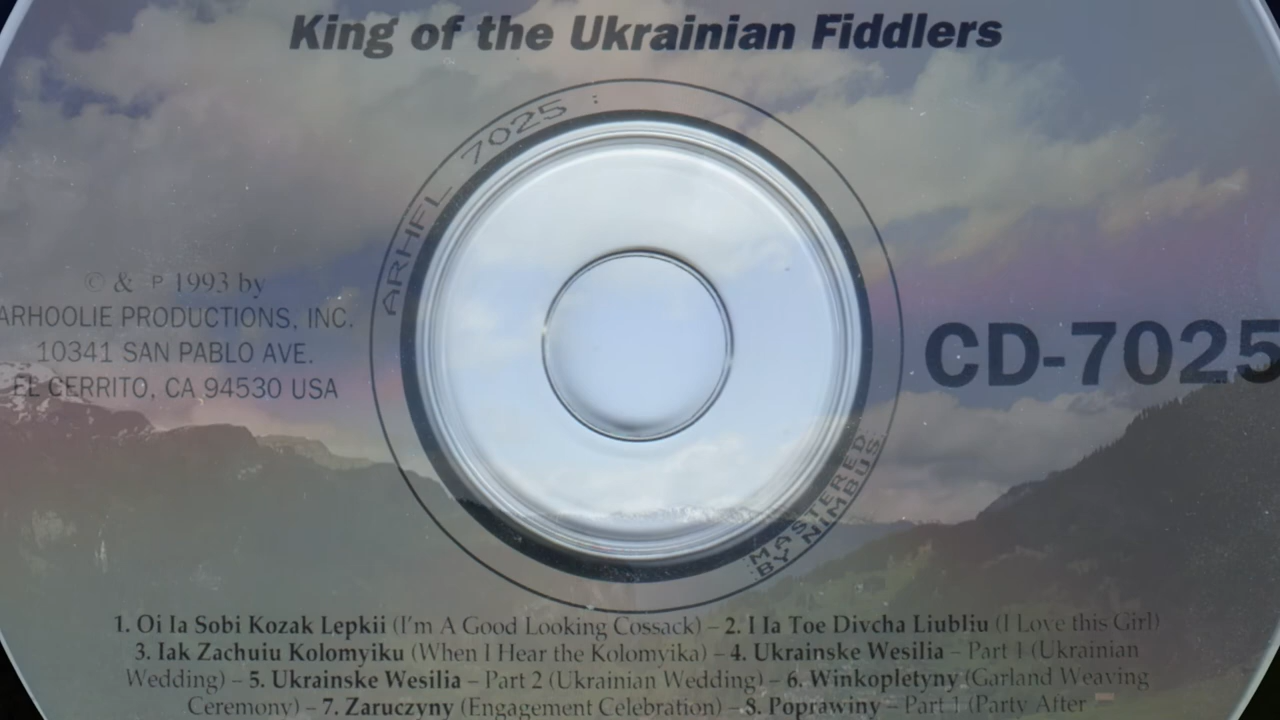 King of the Ukrainian Fiddlers
ARHFL 7025 :
© & P 1993 by
ARHOOLIE PRODUCTIONS, INC.
10341 SAN PABLO AVE.
EL CERRITO, CA 94530 USA
CD-7025
MASTERED
BY NIMBUS
1. Oi Ia Sobi Kozak Lepkii (I'm A Good Looking Cossack) – 2. I Ia Toe Divcha Liubliu (I Love this Girl)
3. Iak Zachuiu Kolomyiku (When I Hear the Kolomyika) – 4. Ukrainske Wesilia – Part 1 (Ukrainian
Wedding) – 5. Ukrainske Wesilia – Part 2 (Ukrainian Wedding) – 6. Winkopletyny (Garland Weaving
Ceremony) – 7. Zaruczyny (Engagement Celebration) – 8. Poprawiny – Part 1 (Party After